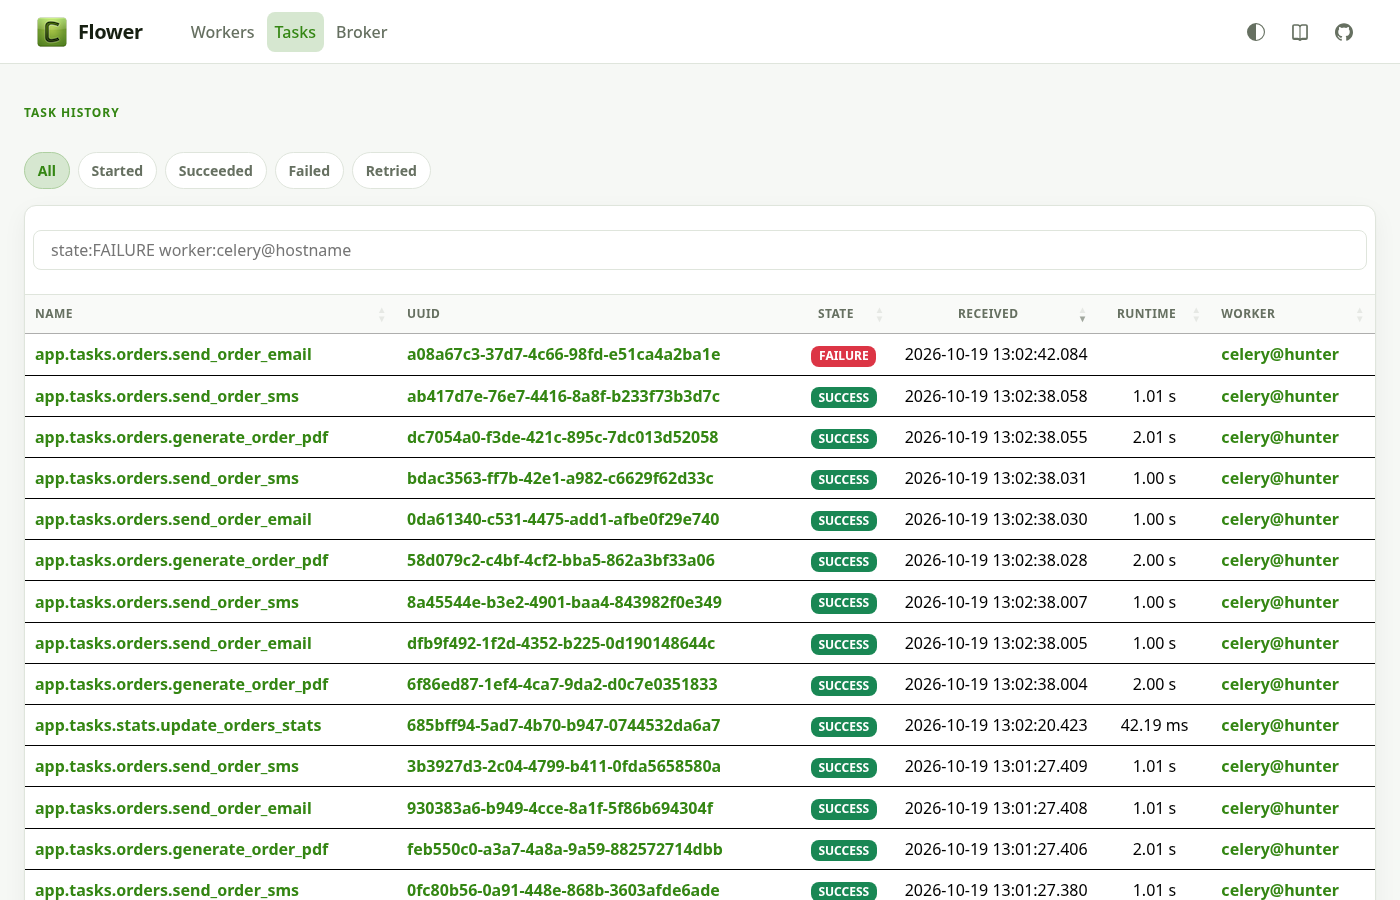 C Flower Workers Tasks Broker
TASK HISTORY
All Started Succeeded Failed Retried
state:FAILURE worker:celery@hostname
NAME UUID STATE RECEIVED RUNTIME WORKER
app.tasks.orders.send_order_email a08a67c3-37d7-4c66-98fd-e51ca4a2ba1e FAILURE 2026-10-19 13:02:42.084 celery@hunter
app.tasks.orders.send_order_sms ab417d7e-76e7-4416-8a8f-b233f73b3d7c SUCCESS 2026-10-19 13:02:38.058 1.01 s celery@hunter
app.tasks.orders.generate_order_pdf dc7054a0-f3de-421c-895c-7dc013d52058 SUCCESS 2026-10-19 13:02:38.055 2.01 s celery@hunter
app.tasks.orders.send_order_sms bdac3563-ff7b-42e1-a982-c6629f62d33c SUCCESS 2026-10-19 13:02:38.031 1.00 s celery@hunter
app.tasks.orders.send_order_email 0da61340-c531-4475-add1-afbe0f29e740 SUCCESS 2026-10-19 13:02:38.030 1.00 s celery@hunter
app.tasks.orders.generate_order_pdf 58d079c2-c4bf-4cf2-bba5-862a3bf33a06 SUCCESS 2026-10-19 13:02:38.028 2.00 s celery@hunter
app.tasks.orders.send_order_sms 8a45544e-b3e2-4901-baa4-843982f0e349 SUCCESS 2026-10-19 13:02:38.007 1.00 s celery@hunter
app.tasks.orders.send_order_email dfb9f492-1f2d-4352-b225-0d190148644c SUCCESS 2026-10-19 13:02:38.005 1.00 s celery@hunter
app.tasks.orders.generate_order_pdf 6f86ed87-1ef4-4ca7-9da2-d0c7e0351833 SUCCESS 2026-10-19 13:02:38.004 2.00 s celery@hunter
app.tasks.stats.update_orders_stats 685bff94-5ad7-4b70-b947-0744532da6a7 SUCCESS 2026-10-19 13:02:20.423 42.19 ms celery@hunter
app.tasks.orders.send_order_sms 3b3927d3-2c04-4799-b411-0fda5658580a SUCCESS 2026-10-19 13:01:27.409 1.01 s celery@hunter
app.tasks.orders.send_order_email 930383a6-b949-4cce-8a1f-5f86b694304f SUCCESS 2026-10-19 13:01:27.408 1.01 s celery@hunter
app.tasks.orders.generate_order_pdf feb550c0-a3a7-4a8a-9a59-882572714dbb SUCCESS 2026-10-19 13:01:27.406 2.01 s celery@hunter
app.tasks.orders.send_order_sms 0fc80b56-0a91-448e-868b-3603afde6ade SUCCESS 2026-10-19 13:01:27.380 1.01 s celery@hunter